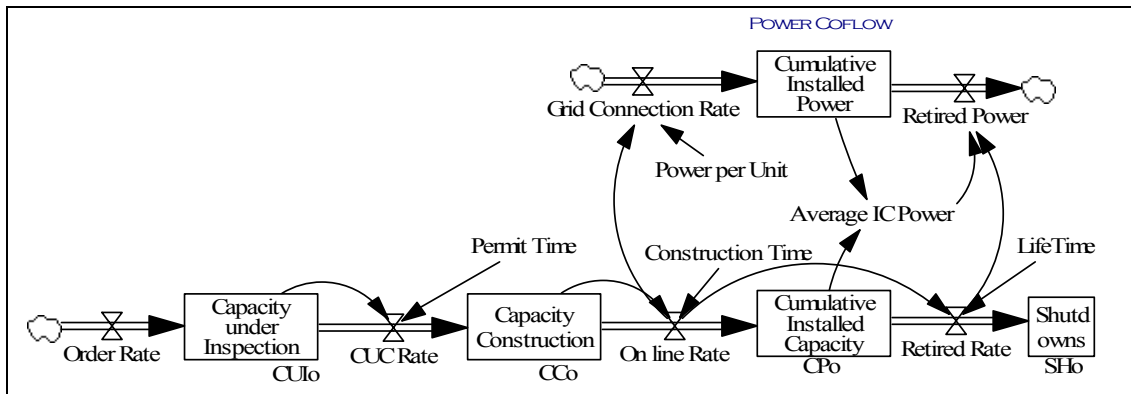 POWER COFLOW
Cumulative
Installed
Power
Grid Connection Rate
Retired Power
Power per Unit
Average IC Power
Permit Time
Construction Time
LifeTime
Capacity
under
Inspection
Capacity
Construction
Cumulative
Installed
Capacity
Shutd
owns
Order Rate
CUC Rate
On line Rate
Retired Rate
CUIo
CCo
CPo
SHo